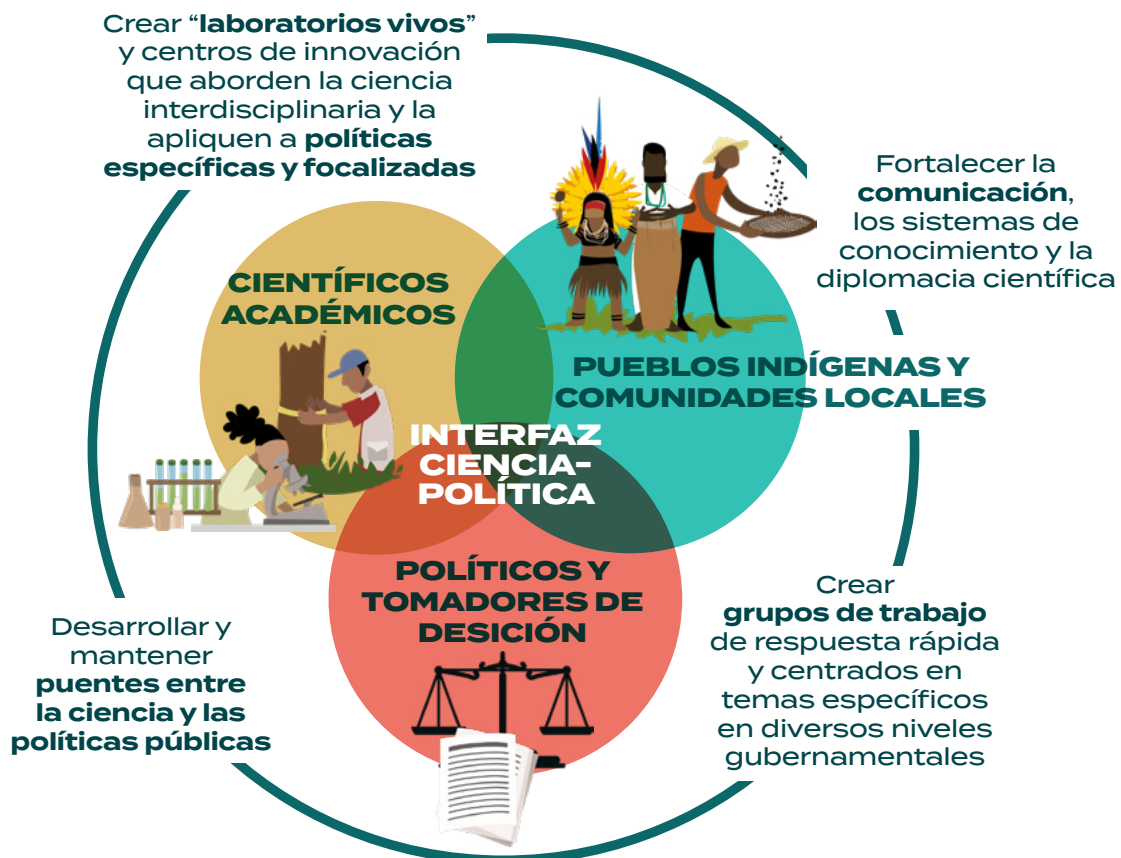 Crear “laboratorios vivos”
y centros de innovación
que aborden la ciencia
interdisciplinaria y la
apliquen a políticas
específicas y focalizadas
Fortalecer la
comunicación,
los sistemas de
conocimiento y la
diplomacia científica
CIENTÍFICOS
ACADÉMICOS
PUEBLOS INDÍGENAS Y
COMUNIDADES LOCALES
INTERFAZ
CIENCIA-
POLÍTICA
POLÍTICOS Y
TOMADORES DE
DESICIÓN
Desarrollar y
mantener
puentes entre
la ciencia y las
políticas públicas
Crear
grupos de trabajo
de respuesta rápida
y centrados en
temas específicos
en diversos niveles
gubernamentales